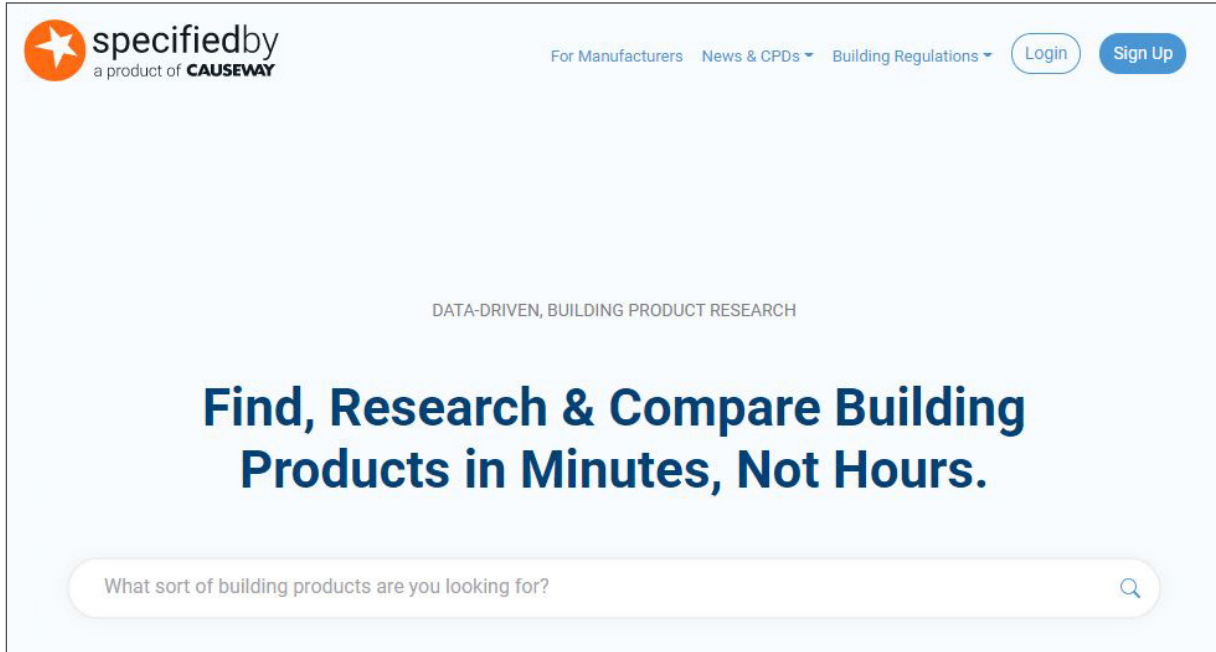 specifiedby
a product of CAUSEWAY
For Manufacturers News & CPDs Building Regulations Login Sign Up
DATA-DRIVEN, BUILDING PRODUCT RESEARCH
Find, Research & Compare Building
Products in Minutes, Not Hours.
What sort of building products are you looking for?